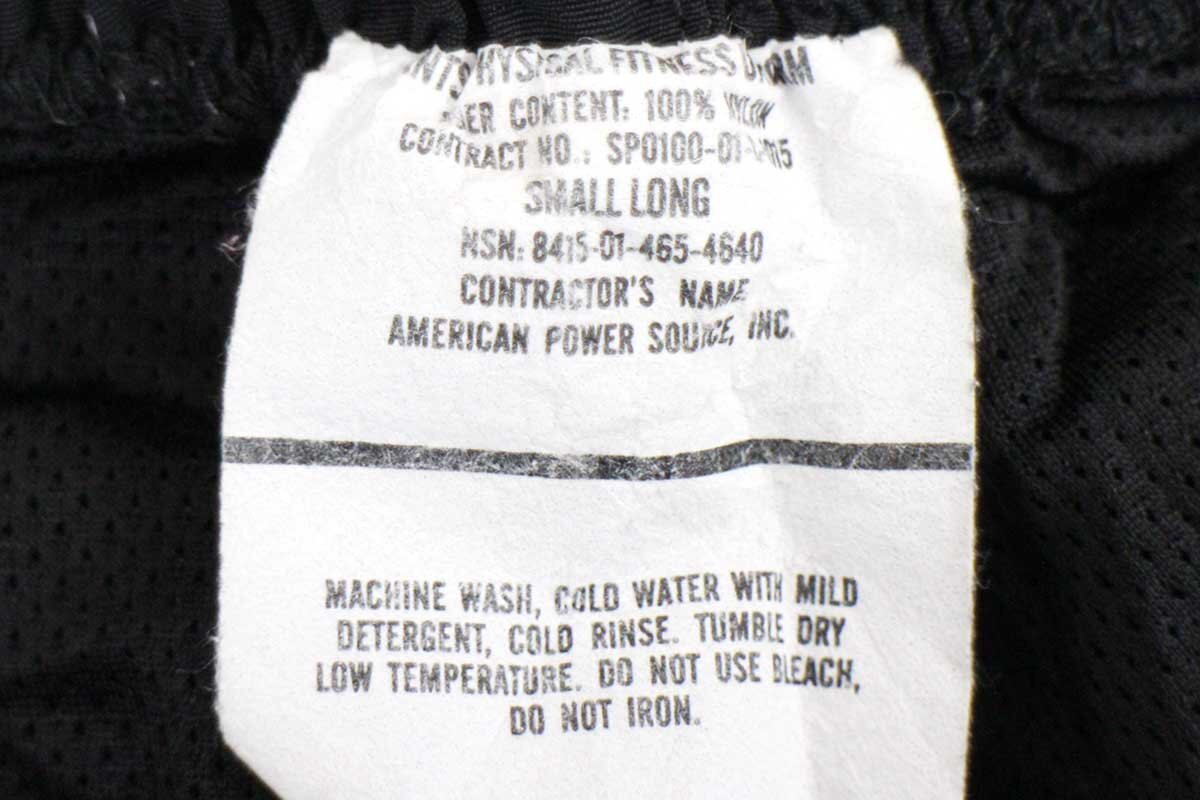 FITNESS
CONTENT: 100% NYLON
CONTRACT NO.:
SMALL LONG
NSN: 8415-01-465-4640
CONTRACTOR'S NAME
AMERICAN POWER SOURCE, INC.
MACHINE WASH, COLD WATER WITH MILD
DETERGENT, COLD RINSE. TUMBLE DRY
LOW TEMPERATURE. DO NOT USE BLEACH,
DO NOT IRON.